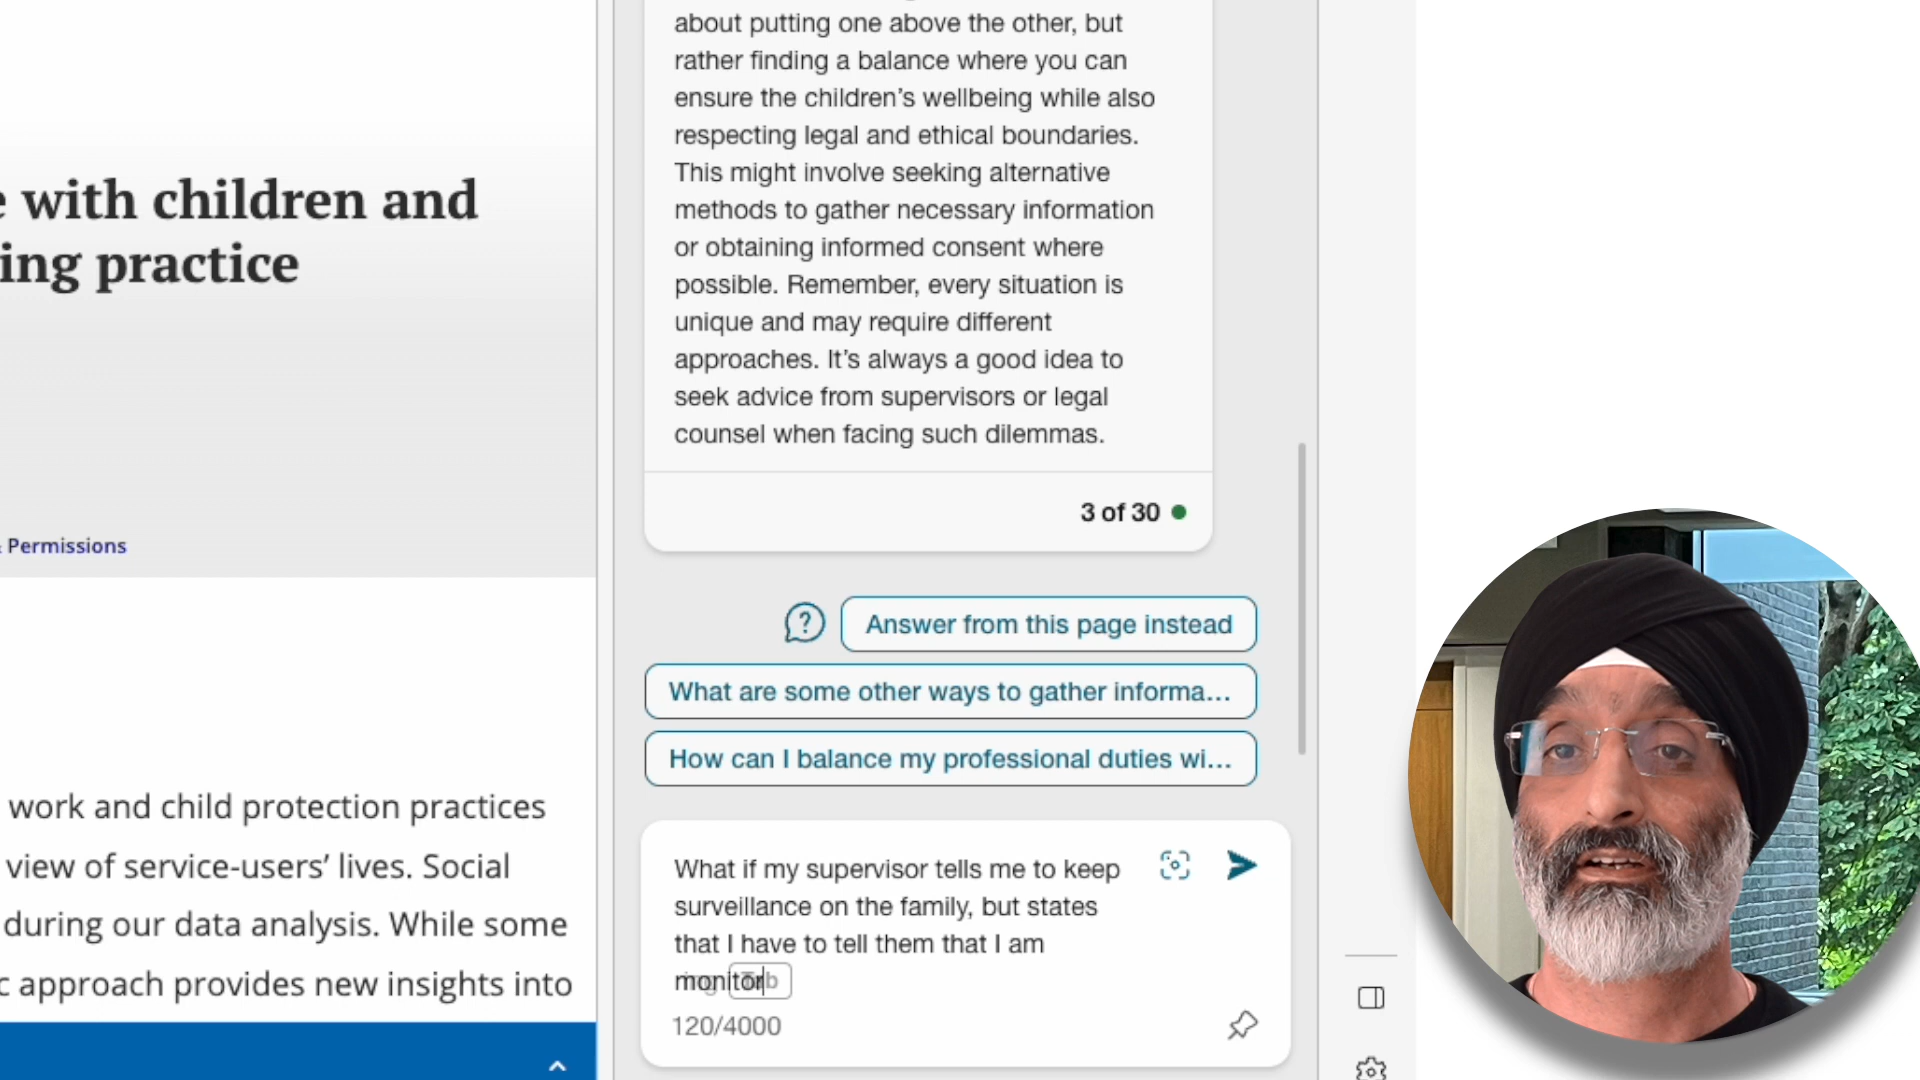 e with children and
ing practice
& Permissions
work and child protection practices
view of service-users’ lives. Social
during our data analysis. While some
c approach provides new insights into
about putting one above the other, but
rather finding a balance where you can
ensure the children’s wellbeing while also
respecting legal and ethical boundaries.
This might involve seeking alternative
methods to gather necessary information
or obtaining informed consent where
possible. Remember, every situation is
unique and may require different
approaches. It’s always a good idea to
seek advice from supervisors or legal
counsel when facing such dilemmas.
3 of 30
Answer from this page instead
What are some other ways to gather informa...
How can I balance my professional duties wi...
What if my supervisor tells me to keep
surveillance on the family, but states
that I have to tell them that I am
monitor
120/4000